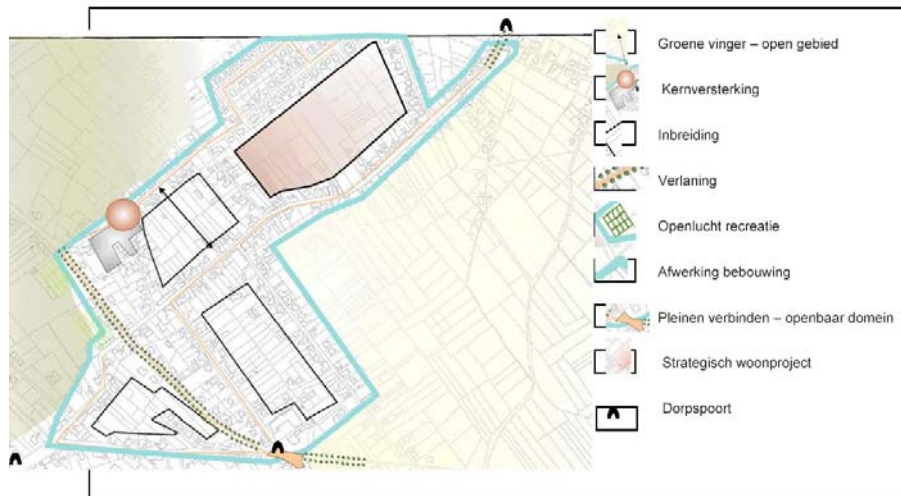 Groene vinger – open gebied
Kernversterking
Inbreiding
Verlaning
Openlucht recreatie
Afwerking bebouwing
Pleinen verbinden – openbaar domein
Strategisch woonproject
Dorpspoort